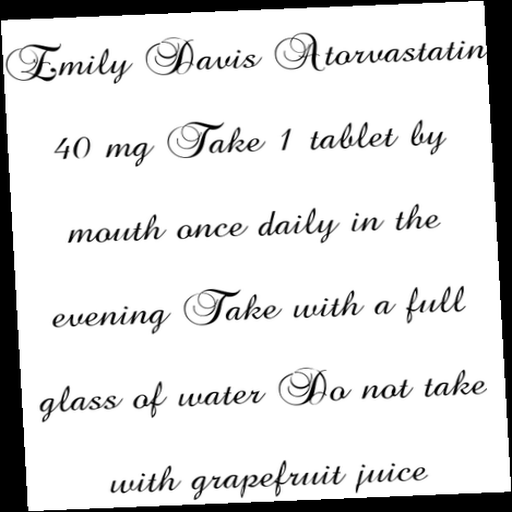 Emily Davis Atorvastatin
40 mg Take 1 tablet by
mouth once daily in the
evening Take with a full
glass of water Do not take
with grapefruit juice